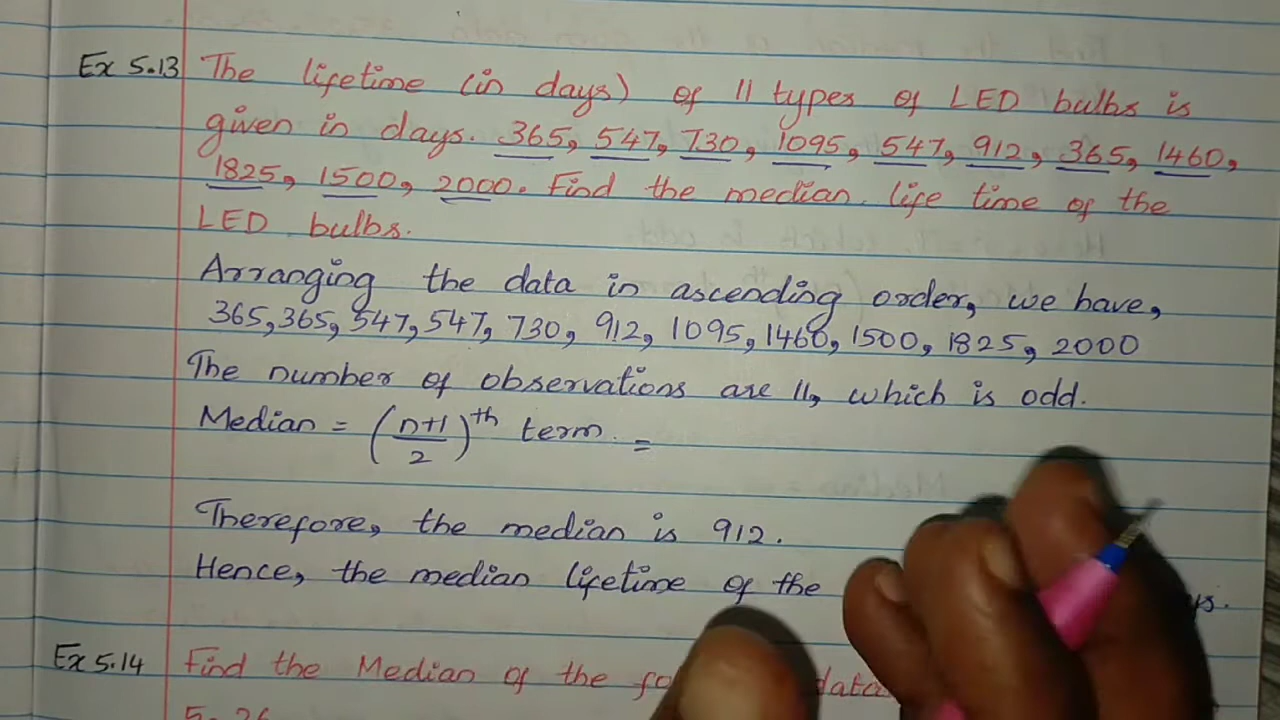 Ex 5.13 The lifetime (in days) of 11 types of LED bulbs is
given in days. 365, 547, 730, 1095, 547, 912, 365, 1460,
1825, 1500, 2000. Find the median life time of the
LED bulbs.
Arranging the data in ascending order, we have,
365, 365, 547, 547, 730, 912, 1095, 1460, 1500, 1825, 2000
The number of observations are 11, which is odd.
Median = (n+1/2)th term. =
Therefore, the median is 912.
Hence, the median lifetime of the
Ex 5.14 Find the Median of the data